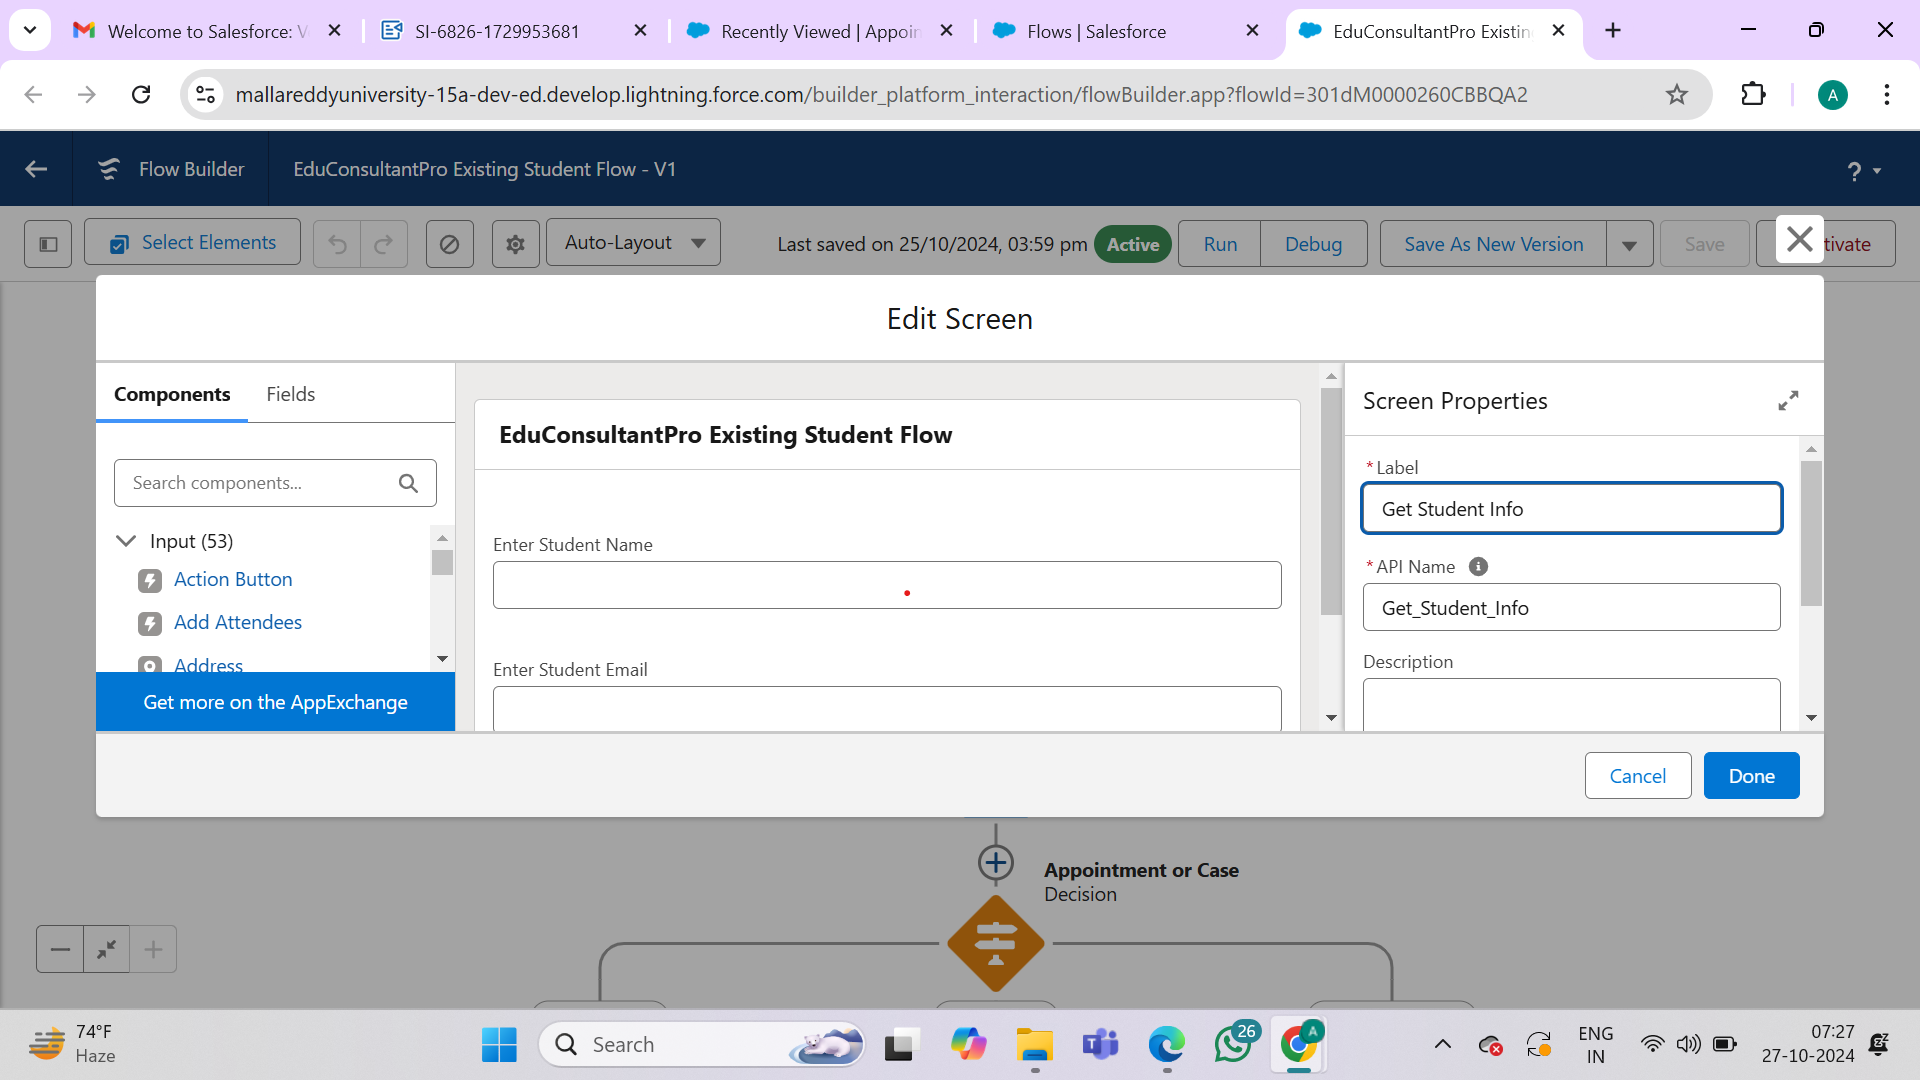 Welcome to Salesforce: V
SI-6826-1729953681
Recently Viewed | Appoin
Flows | Salesforce
EduConsultantPro Existin
mallareddyuniversity-15a-dev-ed.develop.lightning.force.com/builder_platform_interaction/flowBuilder.app?flowId=301dM0000260CBBQA2
A
Flow Builder
EduConsultantPro Existing Student Flow - V1
?
Select Elements
Auto-Layout
Last saved on 25/10/2024, 03:59 pm
Active
Run
Debug
Save As New Version
Save
tivate
Edit Screen
Components
Fields
Search components...
Input (53)
Action Button
Add Attendees
Address
Get more on the AppExchange
EduConsultantPro Existing Student Flow
Enter Student Name
Enter Student Email
Screen Properties
*Label
Get Student Info
*API Name
Get_Student_Info
Description
Cancel
Done
Appointment or Case
Decision
74°F
Haze
Search
26
A
ENG
IN
07:27
27-10-2024